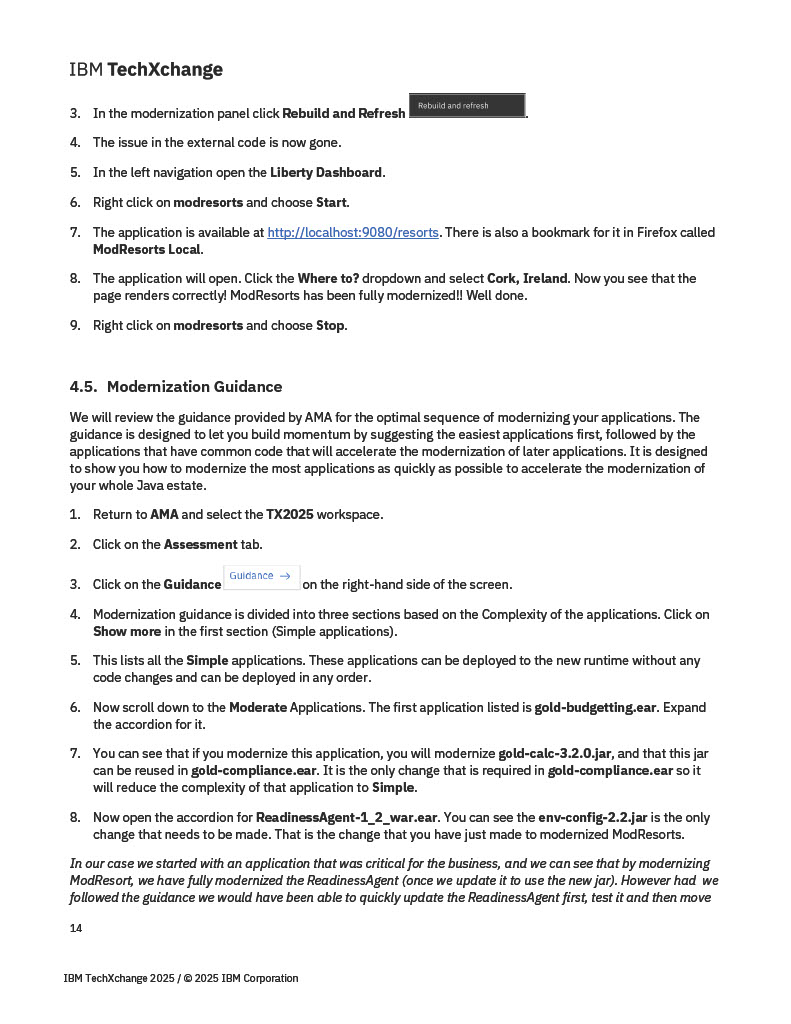 IBM TechXchange
3. In the modernization panel click Rebuild and Refresh Rebuild and refresh.
4. The issue in the external code is now gone.
5. In the left navigation open the Liberty Dashboard.
6. Right click on modresorts and choose Start.
7. The application is available at http://localhost:9080/resorts. There is also a bookmark for it in Firefox called
ModResorts Local.
8. The application will open. Click the Where to? dropdown and select Cork, Ireland. Now you see that the
page renders correctly! ModResorts has been fully modernized!! Well done.
9. Right click on modresorts and choose Stop.
4.5. Modernization Guidance
We will review the guidance provided by AMA for the optimal sequence of modernizing your applications. The
guidance is designed to let you build momentum by suggesting the easiest applications first, followed by the
applications that have common code that will accelerate the modernization of later applications. It is designed
to show you how to modernize the most applications as quickly as possible to accelerate the modernization of
your whole Java estate.
1. Return to AMA and select the TX2025 workspace.
2. Click on the Assessment tab.
3. Click on the Guidance Guidance → on the right-hand side of the screen.
4. Modernization guidance is divided into three sections based on the Complexity of the applications. Click on
Show more in the first section (Simple applications).
5. This lists all the Simple applications. These applications can be deployed to the new runtime without any
code changes and can be deployed in any order.
6. Now scroll down to the Moderate Applications. The first application listed is gold-budgetting.ear. Expand
the accordion for it.
7. You can see that if you modernize this application, you will modernize gold-calc-3.2.0.jar, and that this jar
can be reused in gold-compliance.ear. It is the only change that is required in gold-compliance.ear so it
will reduce the complexity of that application to Simple.
8. Now open the accordion for ReadinessAgent-1_2_war.ear. You can see the env-config-2.2.jar is the only
change that needs to be made. That is the change that you have just made to modernized ModResorts.
In our case we started with an application that was critical for the business, and we can see that by modernizing
ModResort, we have fully modernized the ReadinessAgent (once we update it to use the new jar). However had we
followed the guidance we would have been able to quickly update the ReadinessAgent first, test it and then move
14
IBM TechXchange 2025 / © 2025 IBM Corporation